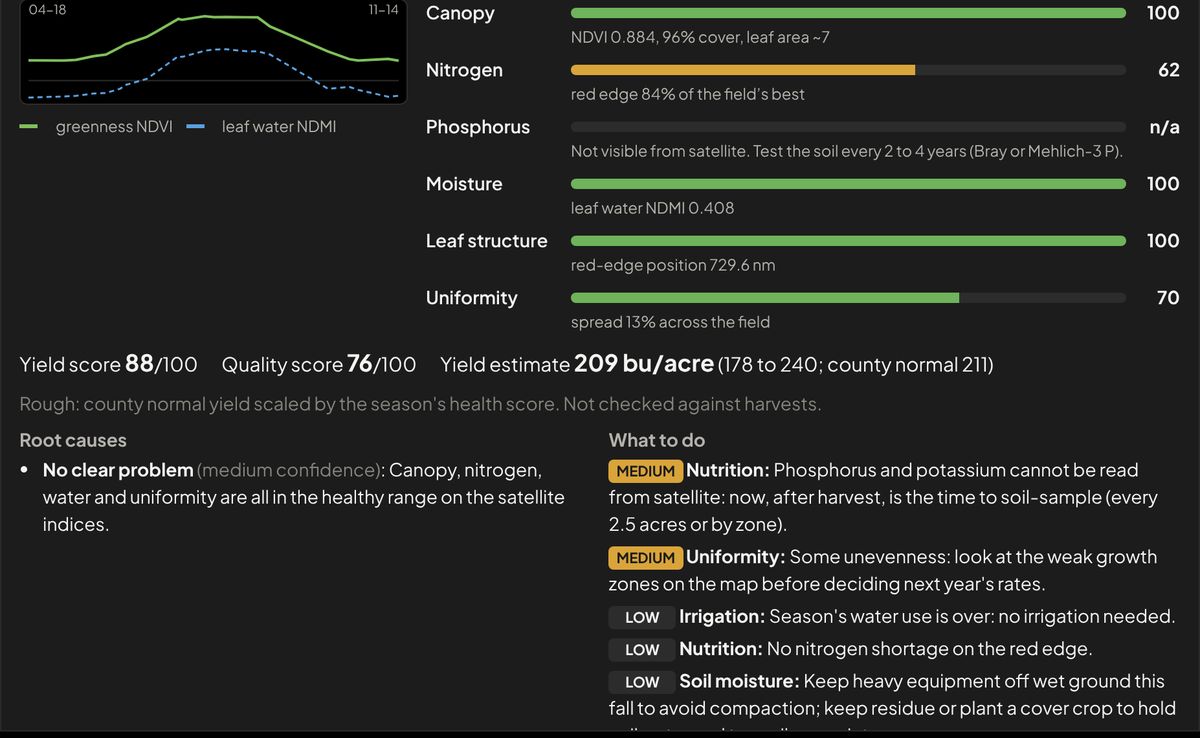 04-18
11-14
greenness NDVI
leaf water NDMI
Canopy
100
NDVI 0.884, 96% cover, leaf area ~7
Nitrogen
62
red edge 84% of the field's best
Phosphorus
n/a
Not visible from satellite. Test the soil every 2 to 4 years (Bray or Mehlich-3 P).
Moisture
100
leaf water NDMI 0.408
Leaf structure
100
red-edge position 729.6 nm
Uniformity
70
spread 13% across the field
Yield score 88/100 Quality score 76/100 Yield estimate 209 bu/acre (178 to 240; county normal 211)
Rough: county normal yield scaled by the season's health score. Not checked against harvests.
Root causes
• No clear problem (medium confidence): Canopy, nitrogen,
water and uniformity are all in the healthy range on the satellite
indices.
What to do
MEDIUM Nutrition: Phosphorus and potassium cannot be read
from satellite: now, after harvest, is the time to soil-sample (every
2.5 acres or by zone).
MEDIUM Uniformity: Some unevenness: look at the weak growth
zones on the map before deciding next year's rates.
LOW Irrigation: Season's water use is over: no irrigation needed.
LOW Nutrition: No nitrogen shortage on the red edge.
LOW Soil moisture: Keep heavy equipment off wet ground this
fall to avoid compaction; keep residue or plant a cover crop to hold